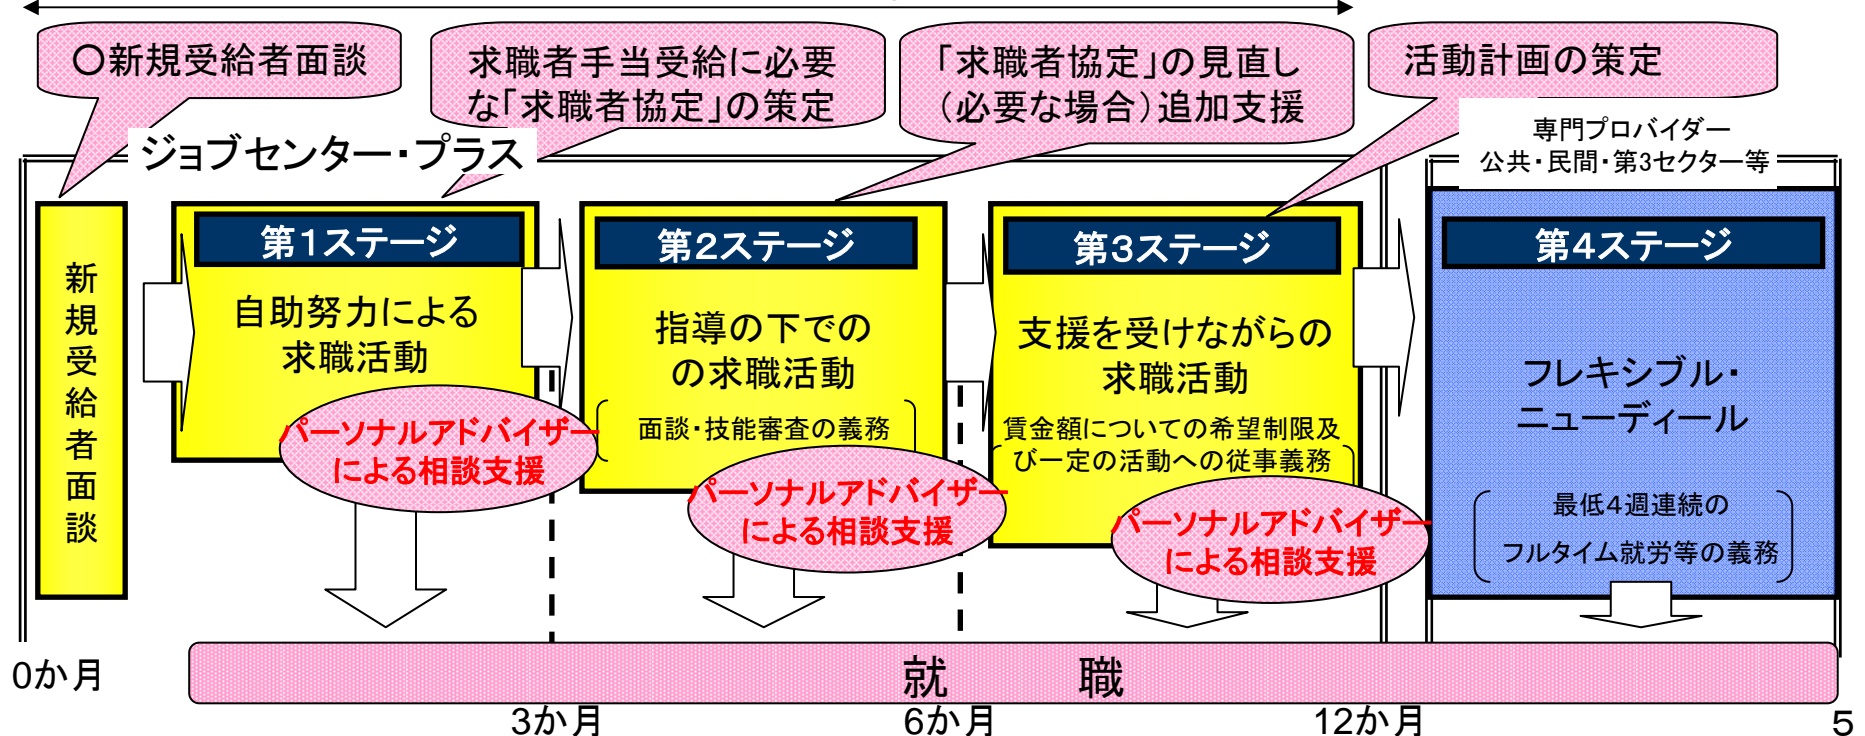 ○新規受給者面談
求職者手当受給に必要
な「求職者協定」の策定
「求職者協定」の見直し
(必要な場合)追加支援
活動計画の策定
ジョブセンター・プラス
専門プロバイダー
公共・民間・第3セクター等
新規受給者面談
第1ステージ
自助努力による
求職活動
パーソナルアドバイザー
による相談支援
第2ステージ
指導の下での
の求職活動
面談・技能審査の義務
パーソナルアドバイザー
による相談支援
第3ステージ
支援を受けながらの
求職活動
賃金額についての希望制限及
び一定の活動への従事義務
パーソナルアドバイザー
による相談支援
第4ステージ
フレキシブル・
ニューディール
最低4週連続の
フルタイム就労等の義務
就 職
0か月
3か月
6か月
12か月
5